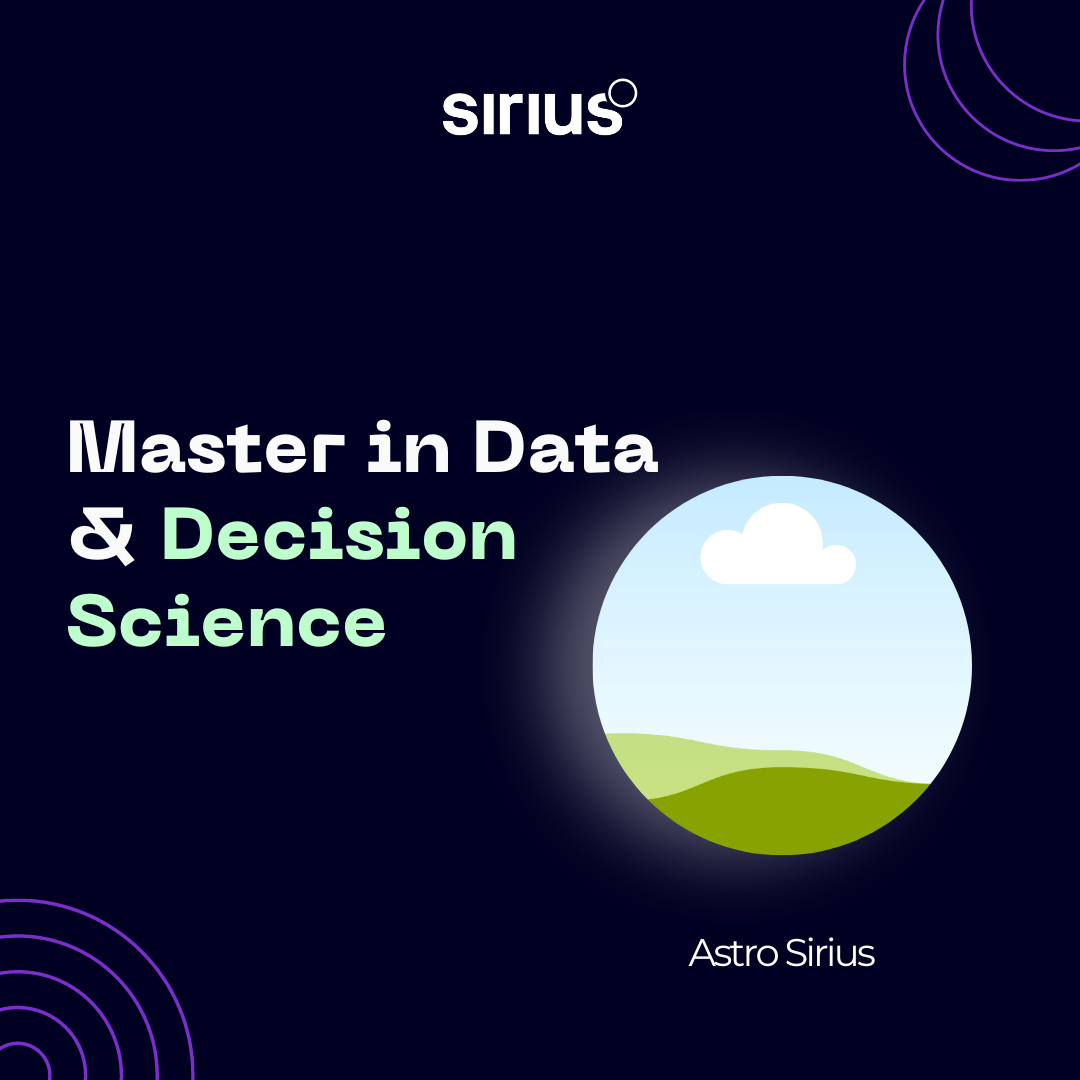 sirius
Master in Data
& Decision
Science
Astro Sirius